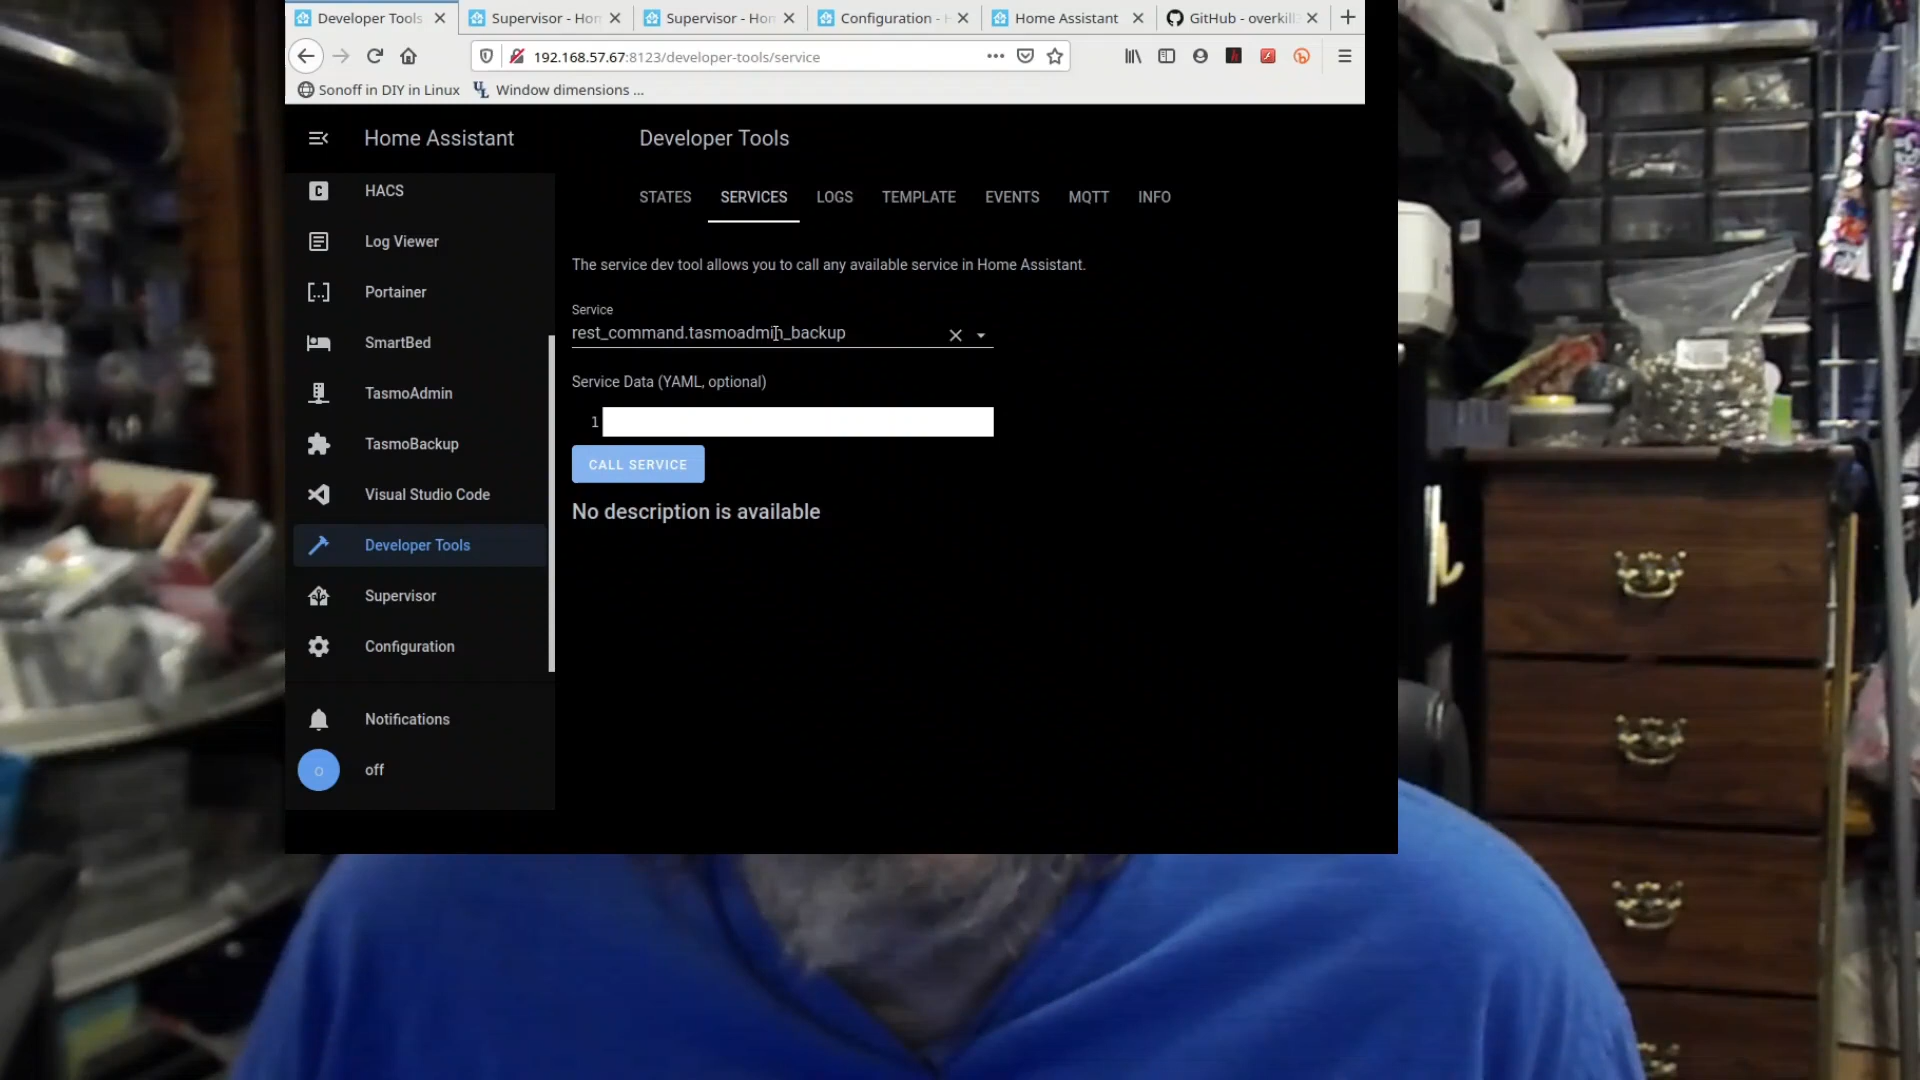 Developer Tools
Supervisor - Hom
Supervisor - Hom
Configuration - H
Home Assistant
GitHub - overkill
192.168.57.67:8123/developer-tools/service
Sonoff in DIY in Linux
Window dimensions ...
Home Assistant
Developer Tools
HACS
STATES
SERVICES
LOGS
TEMPLATE
EVENTS
MQTT
INFO
Log Viewer
The service dev tool allows you to call any available service in Home Assistant.
Portainer
Service
rest_command.tasmoadmin_backup
SmartBed
Service Data (YAML, optional)
TasmoAdmin
1
TasmoBackup
CALL SERVICE
Visual Studio Code
No description is available
Developer Tools
Supervisor
Configuration
Notifications
o
off